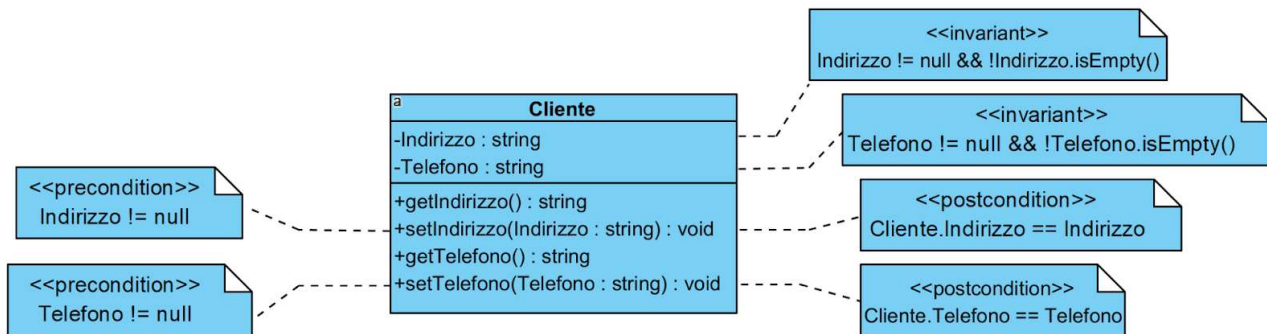 <<invariant>>
Indirizzo != null && !Indirizzo.isEmpty()
a
Cliente
-Indirizzo : string
-Telefono : string
<<invariant>>
Telefono != null && !Telefono.isEmpty()
<<precondition>>
Indirizzo != null
+getIndirizzo() : string
+setIndirizzo(Indirizzo : string) : void
+getTelefono() : string
+setTelefono(Telefono : string) : void
<<postcondition>>
Cliente.Indirizzo == Indirizzo
<<precondition>>
Telefono != null
<<postcondition>>
Cliente.Telefono == Telefono